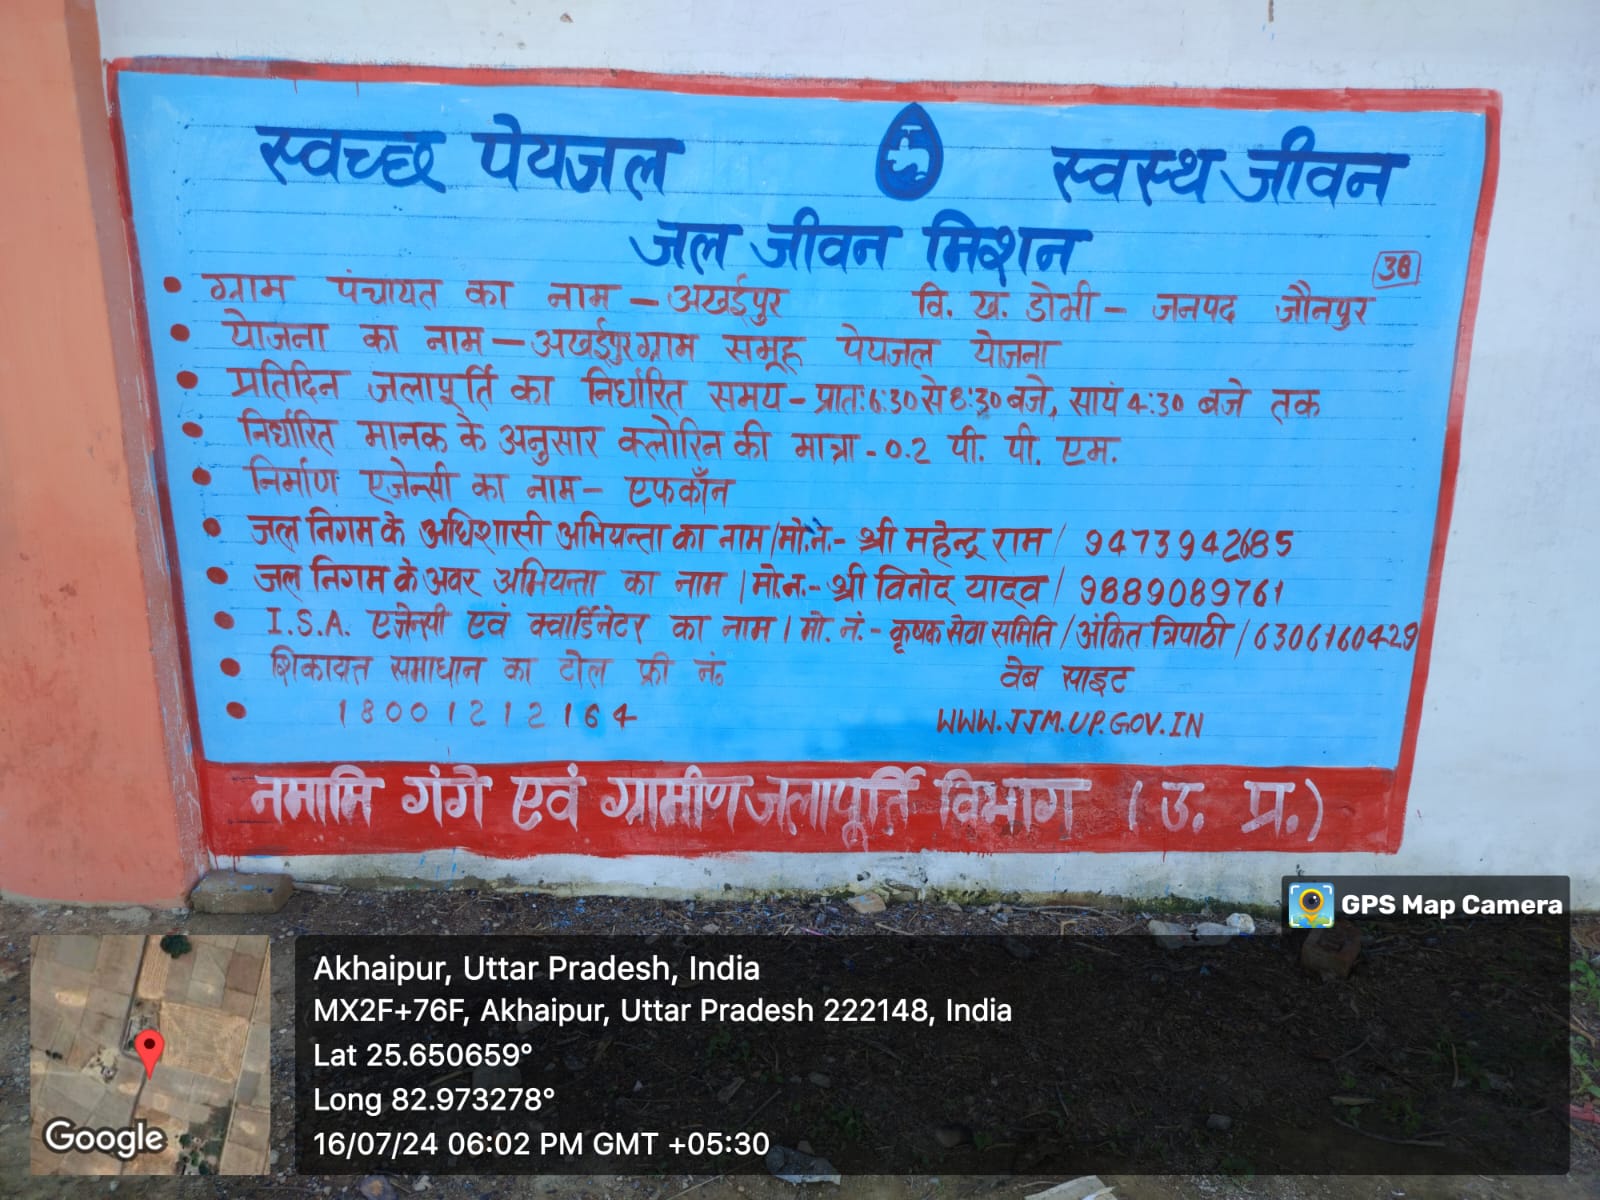 स्वच्छ पेयजल स्वस्थ जीवन
जल जीवन मिशन
38
• ग्राम पंचायत का नाम – अखईपुर वि. ख. डोभी – जनपद जौनपुर
• योजना का नाम – अखईपुर ग्राम समूह पेयजल योजना
• प्रतिदिन जलापूर्ति का निर्धारित समय – प्रातः 6:30 से 8:30 बजे, सायं 4:30 बजे तक
• निर्धारित मानक के अनुसार क्लोरिन की मात्रा - 0.2 पी. पी. एम.
• निर्माण एजेन्सी का नाम – एफकॉन
• जल निगम के अधिशासी अभियन्ता का नाम/मो.नं.- श्री महेन्द्र राम / 9473942685
• जल निगम के अवर अभियन्ता का नाम / मो.न.- श्री विनोद यादव / 9889089761
• I.S.A. एजेन्सी एवं क्वार्डिनेटर का नाम / मो. नं.- कृषक सेवा समिति / अंकित त्रिपाठी / 6306160429
• शिकायत समाधान का टोल फ्री नं. वेब साइट
• 18001212164 WWW.JJM.UP.GOV.IN
नमामि गंगे एवं ग्रामीण जलापूर्ति विभाग (उ. प्र.)
GPS Map Camera
Akhaipur, Uttar Pradesh, India
MX2F+76F, Akhaipur, Uttar Pradesh 222148, India
Lat 25.650659°
Long 82.973278°
16/07/24 06:02 PM GMT +05:30
Google